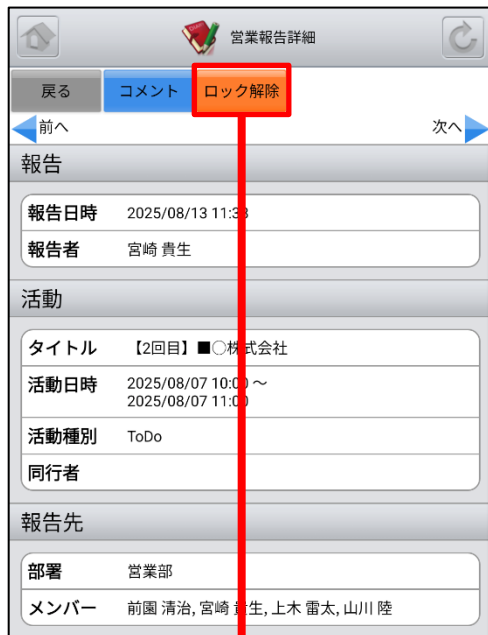 営業報告詳細
戻る コメント ロック解除
前へ 次へ
報告
報告日時 2025/08/13 11:33
報告者 宮崎 貴生
活動
タイトル 【2回目】■○株式会社
活動日時 2025/08/07 10:00 ~
2025/08/07 11:00
活動種別 ToDo
同行者
報告先
部署 営業部
メンバー 前園 清治, 宮崎 貴生, 上木 雷太, 山川 陸